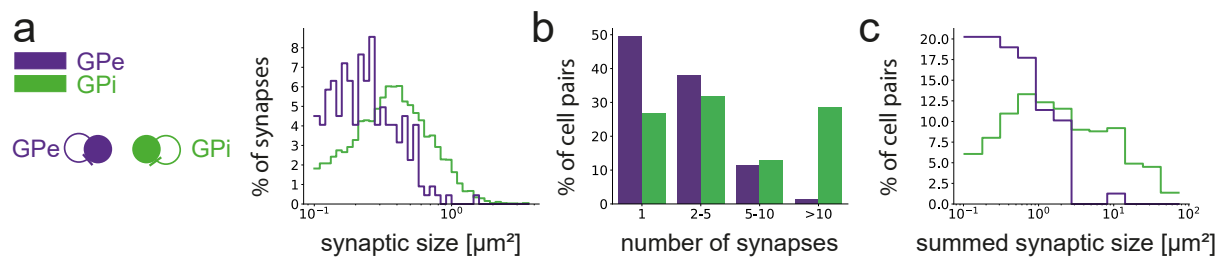 a
GPe
GPi
GPe
GPi
% of synapses
8
7
6
5
4
3
2
1
0
10⁻¹
10⁰
synaptic size [µm²]
b
% of cell pairs
50
40
30
20
10
0
1
2-5
5-10
>10
number of synapses
c
% of cell pairs
20.0
17.5
15.0
12.5
10.0
7.5
5.0
2.5
0.0
10⁻¹
10⁰
10¹
10²
summed synaptic size [µm²]